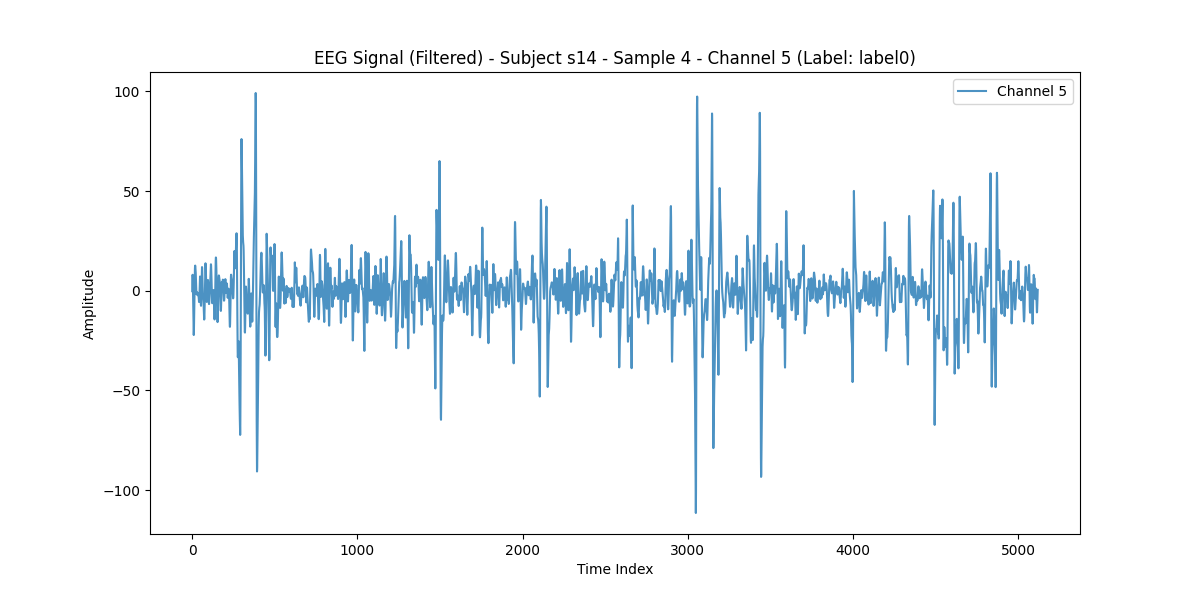 EEG Signal (Filtered) - Subject s14 - Sample 4 - Channel 5 (Label: label0)
Channel 5
100
50
0
−50
−100
Amplitude
0
1000
2000
3000
4000
5000
Time Index